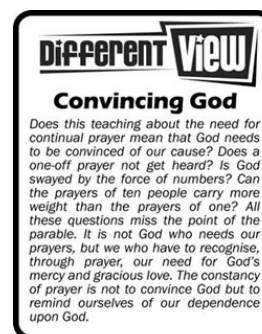 Different View
Convincing God
Does this teaching about the need for
continual prayer mean that God needs
to be convinced of our cause? Does a
one-off prayer not get heard? Is God
swayed by the force of numbers? Can
the prayers of ten people carry more
weight than the prayers of one? All
these questions miss the point of the
parable. It is not God who needs our
prayers, but we who have to recognise,
through prayer, our need for God's
mercy and gracious love. The constancy
of prayer is not to convince God but to
remind ourselves of our dependence
upon God.